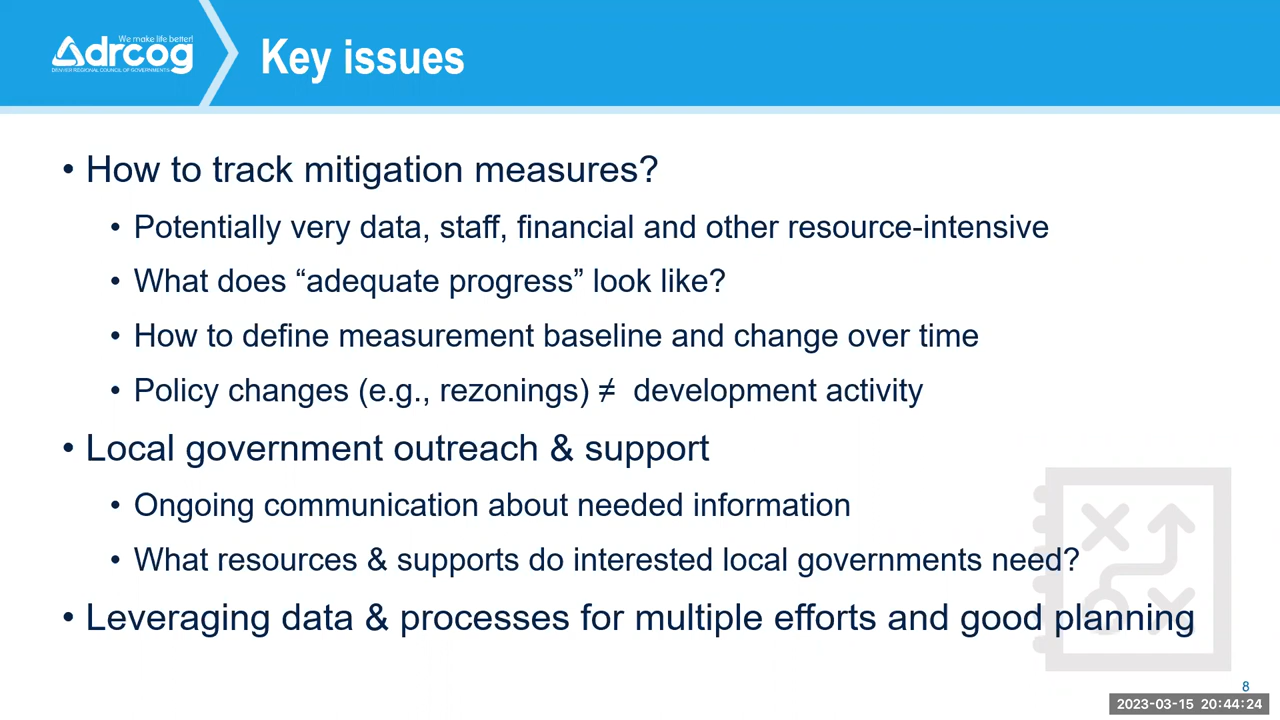 We make life better!
drcog
DENVER REGIONAL COUNCIL OF GOVERNMENTS
Key issues
• How to track mitigation measures?
• Potentially very data, staff, financial and other resource-intensive
• What does “adequate progress” look like?
• How to define measurement baseline and change over time
• Policy changes (e.g., rezonings) ≠ development activity
• Local government outreach & support
• Ongoing communication about needed information
• What resources & supports do interested local governments need?
• Leveraging data & processes for multiple efforts and good planning
8
2023-03-15 20:44:24